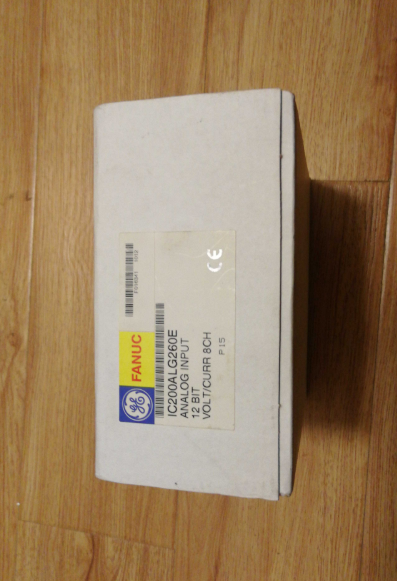 GE FANUC
IC200ALG260E
ANALOG INPUT
12 BIT
VOLT/CURR 8CH
P15
CE